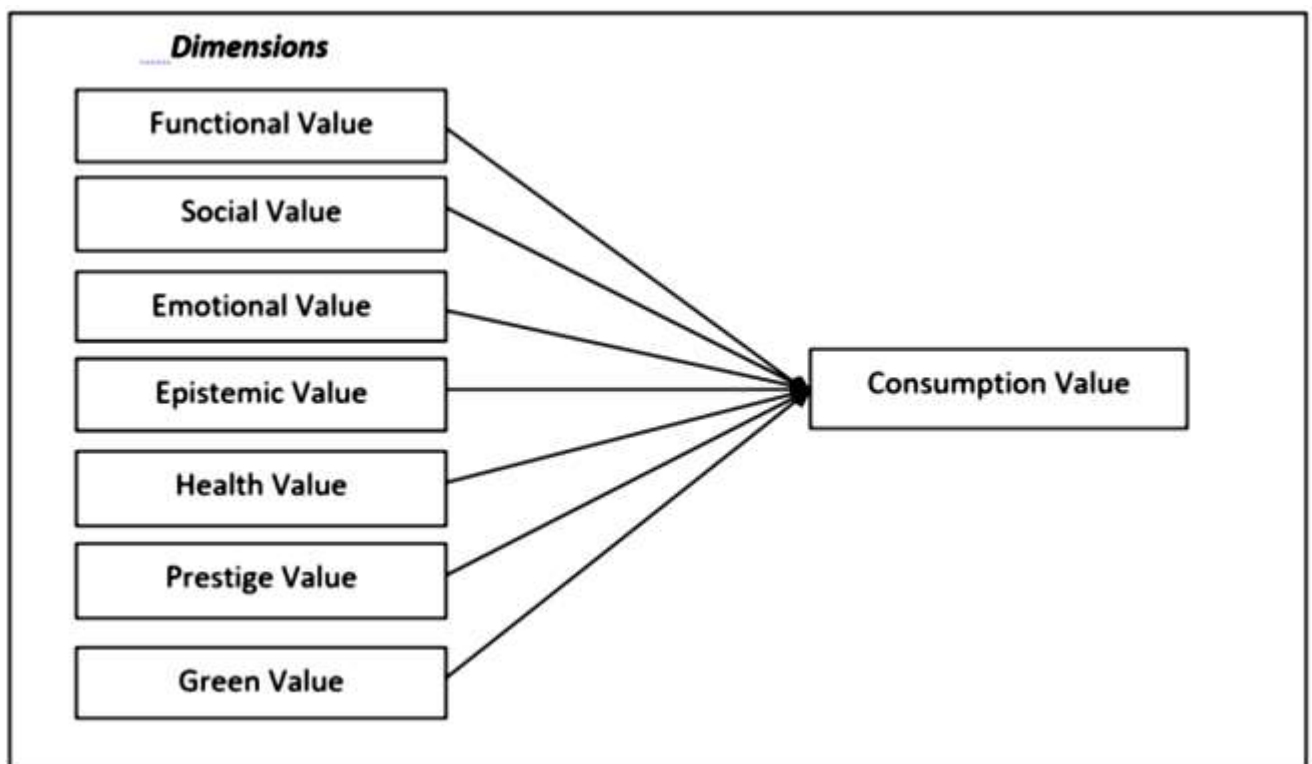 Dimensions
Functional Value
Social Value
Emotional Value
Epistemic Value
Health Value
Prestige Value
Green Value
Consumption Value